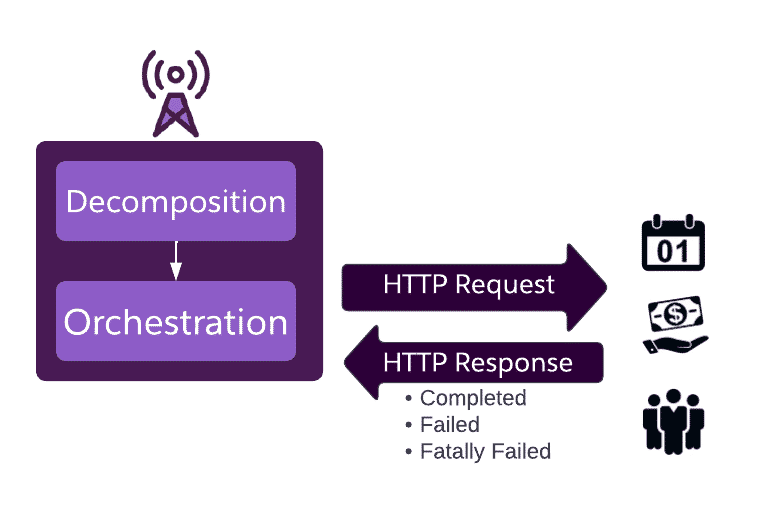 Decomposition
Orchestration
HTTP Request
HTTP Response
• Completed
• Failed
• Fatally Failed
01
$